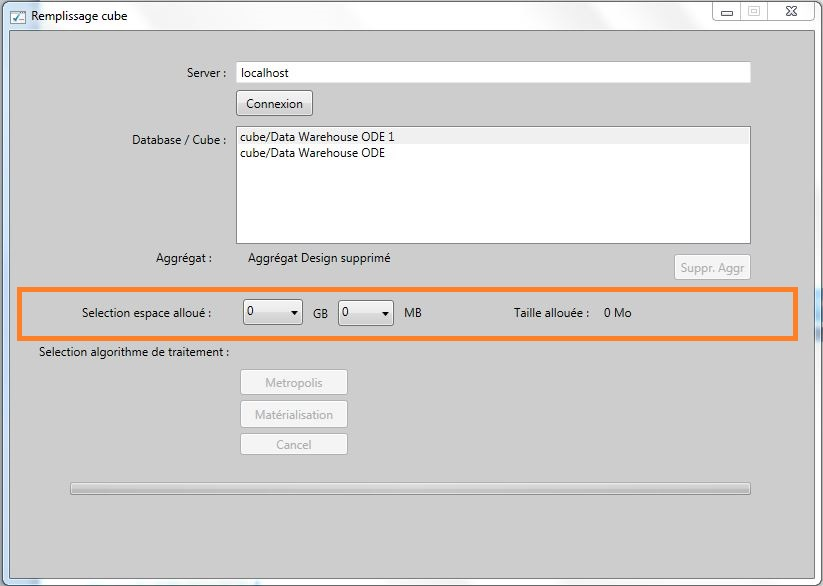 Remplissage cube
Server : localhost
Connexion
Database / Cube : cube/Data Warehouse ODE 1
cube/Data Warehouse ODE
Aggrégat : Aggrégat Design supprimé
Suppr. Aggr
Selection espace alloué : 0 GB 0 MB Taille allouée : 0 Mo
Selection algorithme de traitement :
Metropolis
Matérialisation
Cancel